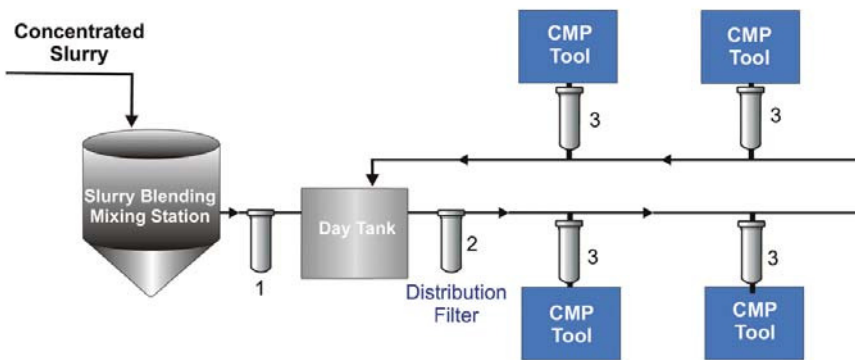 Concentrated
Slurry
CMP
Tool
CMP
Tool
3
3
Slurry Blending
Mixing Station
Day Tank
1
2
Distribution
Filter
3
3
CMP
Tool
CMP
Tool